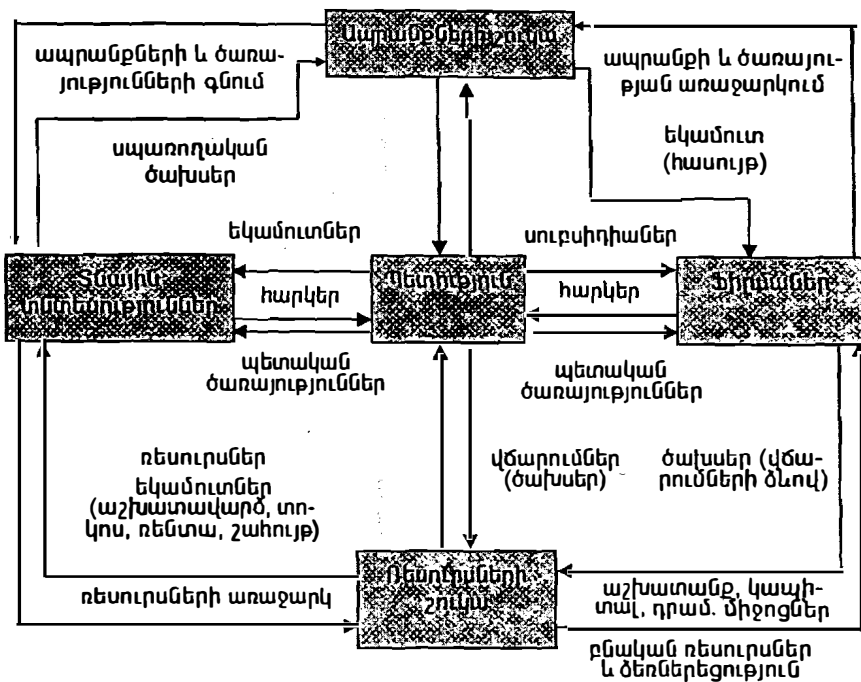 Ապրանքների շուկա
ապրանքների և ծառա-
յությունների գնում
ապրանքի և ծառայու-
թյան առաջարկում
սպառողական
ծախսեր
եկամուտ
(հասույթ)
եկամուտներ
սուբսիդիաներ
Տնային
տնտեսություններ
Պետություն
Ֆիրմաներ
հարկեր
հարկեր
պետական
ծառայություններ
պետական
ծառայություններ
ռեսուրսներ
եկամուտներ
(աշխատավարձ, տո-
կոս, ռենտա, շահույթ)
վճարումներ
(ծախսեր)
ծախսեր (վճա-
րումների ձևով)
Ռեսուրսների
շուկա
ռեսուրսների առաջարկ
աշխատանք, կապի-
տալ, դրամ. միջոցներ
բնական ռեսուրսներ
և ձեռներեցություն